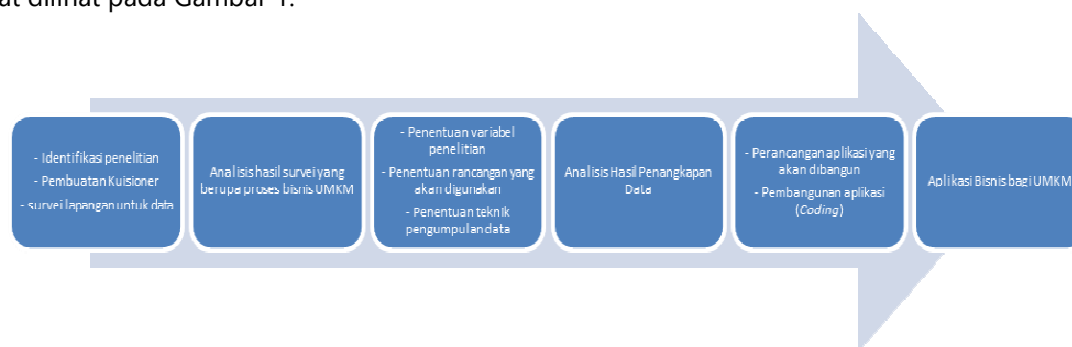 at dilihat pada Gambar 1.
- Identifikasi penelitian
- Pembuatan Kuisioner
- survei lapangan untuk data
Analisis hasil survei yang
berupa proses bisnis UMKM
- Penentuan variabel
penelitian
- Penentuan rancangan yang
akan digunakan
- Penentuan teknik
pengumpulan data
Analisis Hasil Penangkapan
Data
- Perancangan aplikasi yang
akan dibangun
- Pembangunan aplikasi
(Coding)
Aplikasi Bisnis bagi UMKM